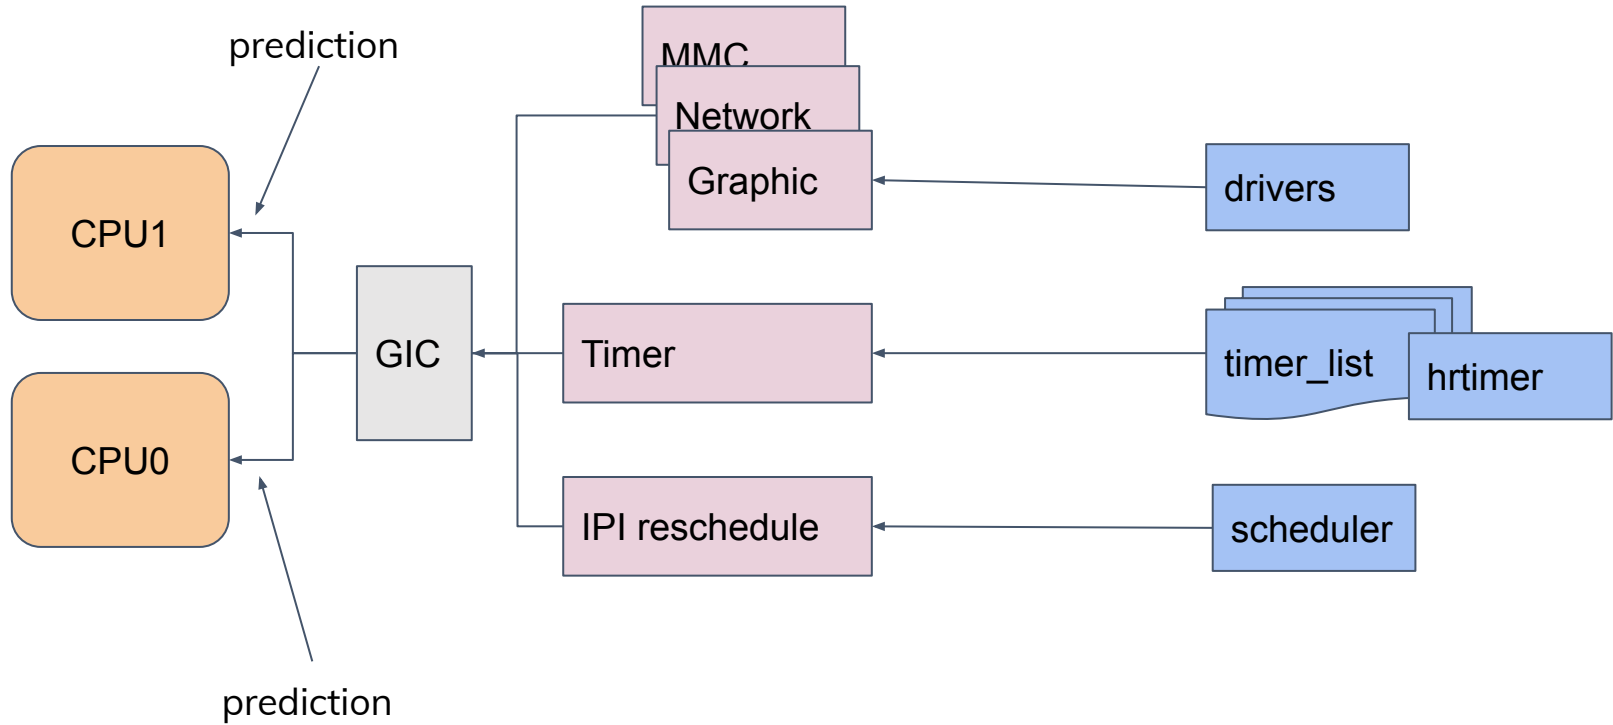 prediction
MMC
Network
Graphic
drivers
CPU1
GIC
Timer
timer_list
hrtimer
CPU0
IPI reschedule
scheduler
prediction